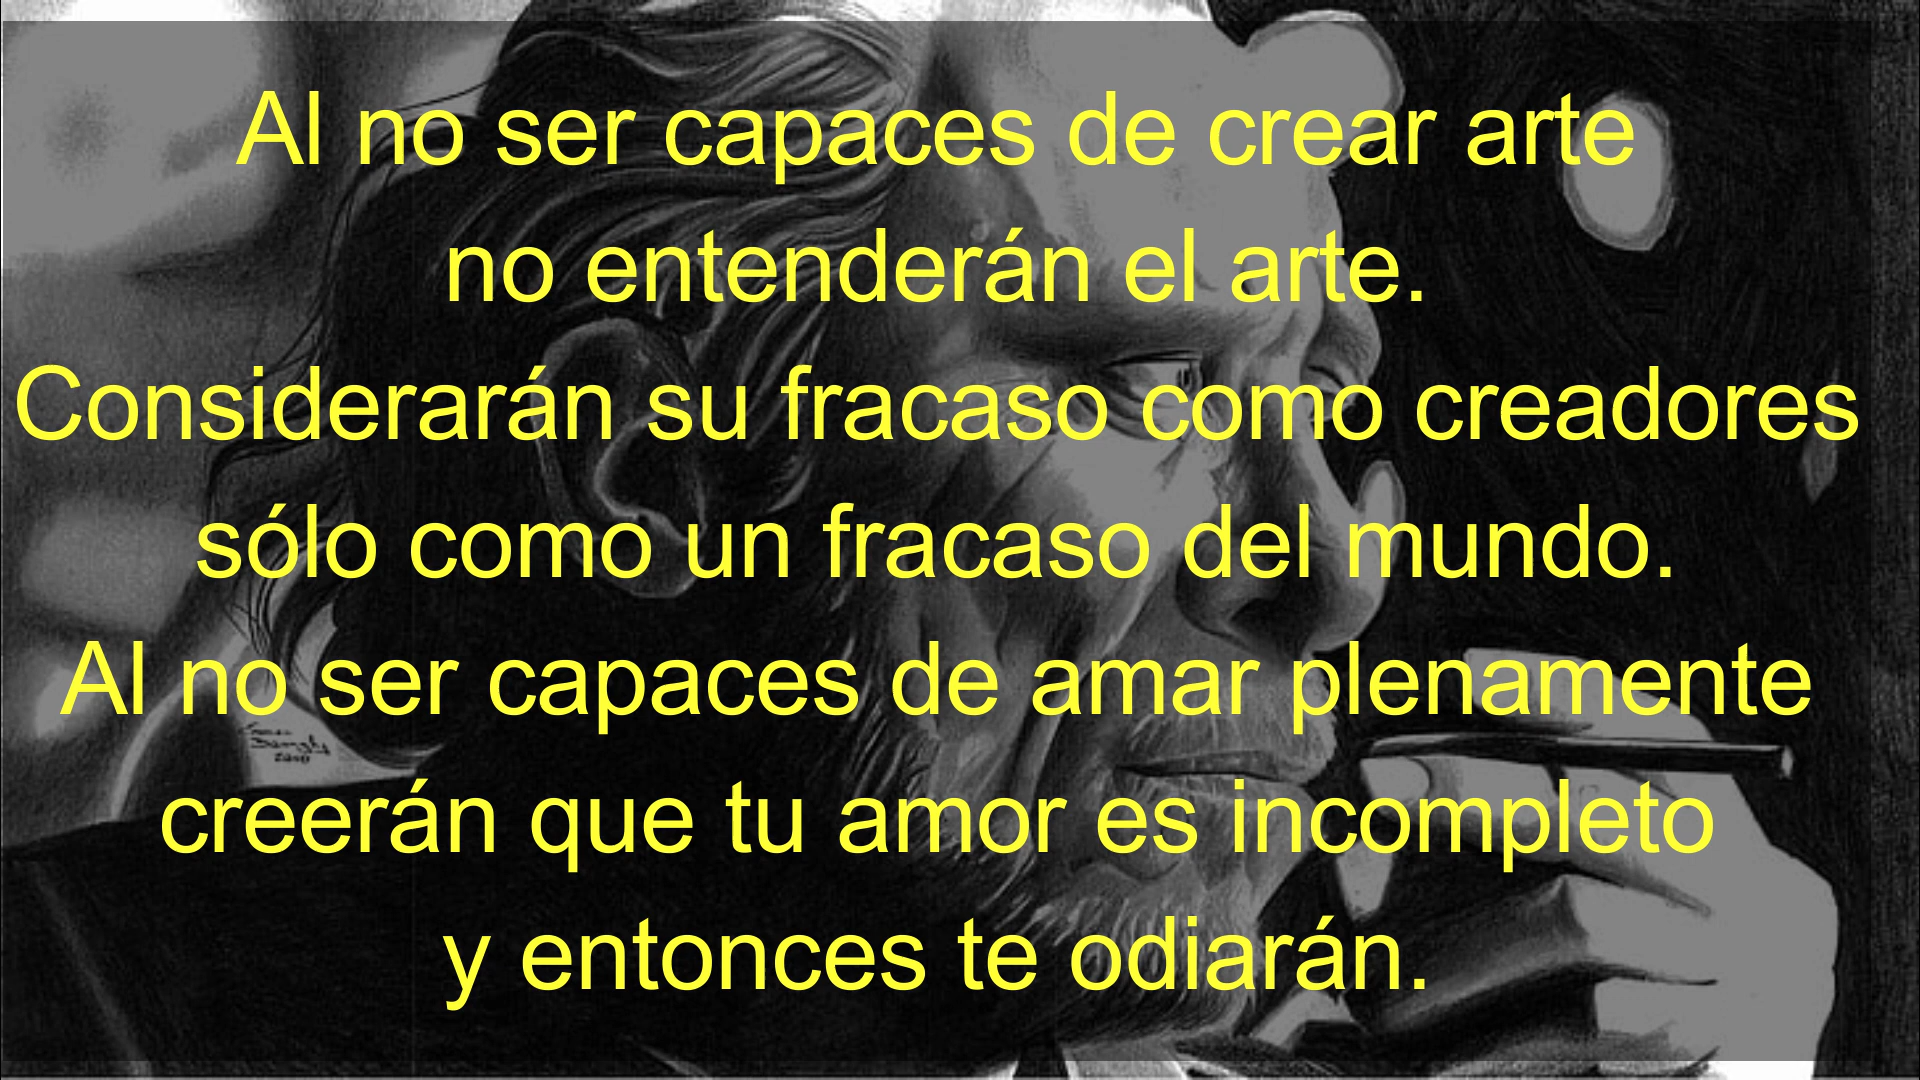 Al no ser capaces de crear arte
no entenderán el arte.
Considerarán su fracaso como creadores
sólo como un fracaso del mundo.
Al no ser capaces de amar plenamente
creerán que tu amor es incompleto
y entonces te odiarán.